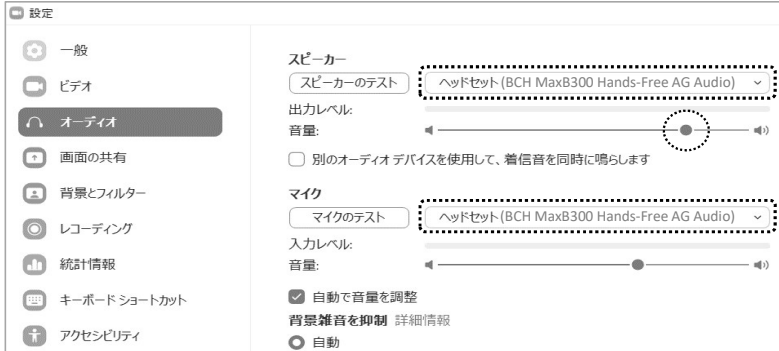 設定
一般
ビデオ
オーディオ
画面の共有
背景とフィルター
レコーディング
統計情報
キーボード ショートカット
アクセシビリティ
スピーカー
スピーカーのテスト ヘッドセット (BCH MaxB300 Hands-Free AG Audio)
出力レベル:
音量:
別のオーディオ デバイスを使用して、着信音を同時に鳴らします
マイク
マイクのテスト ヘッドセット (BCH MaxB300 Hands-Free AG Audio)
入力レベル:
音量:
自動で音量を調整
背景雑音を抑制 詳細情報
自動